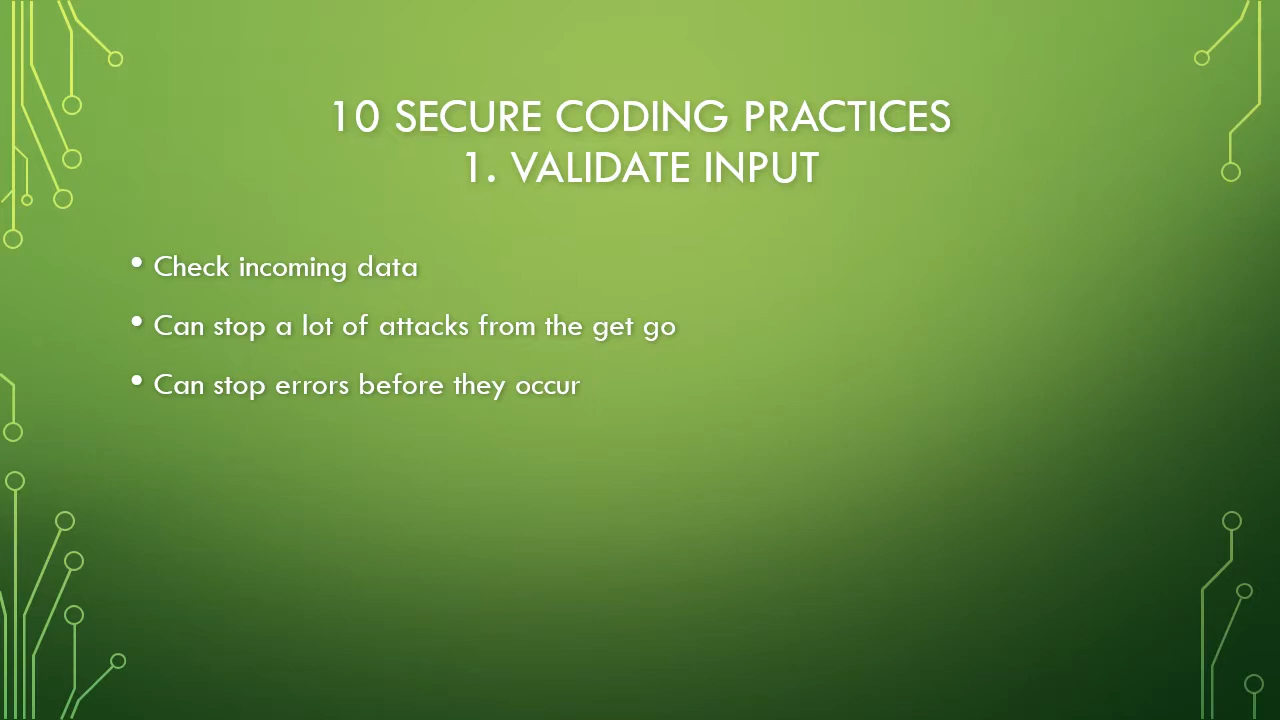 10 SECURE CODING PRACTICES
1. VALIDATE INPUT
• Check incoming data
• Can stop a lot of attacks from the get go
• Can stop errors before they occur